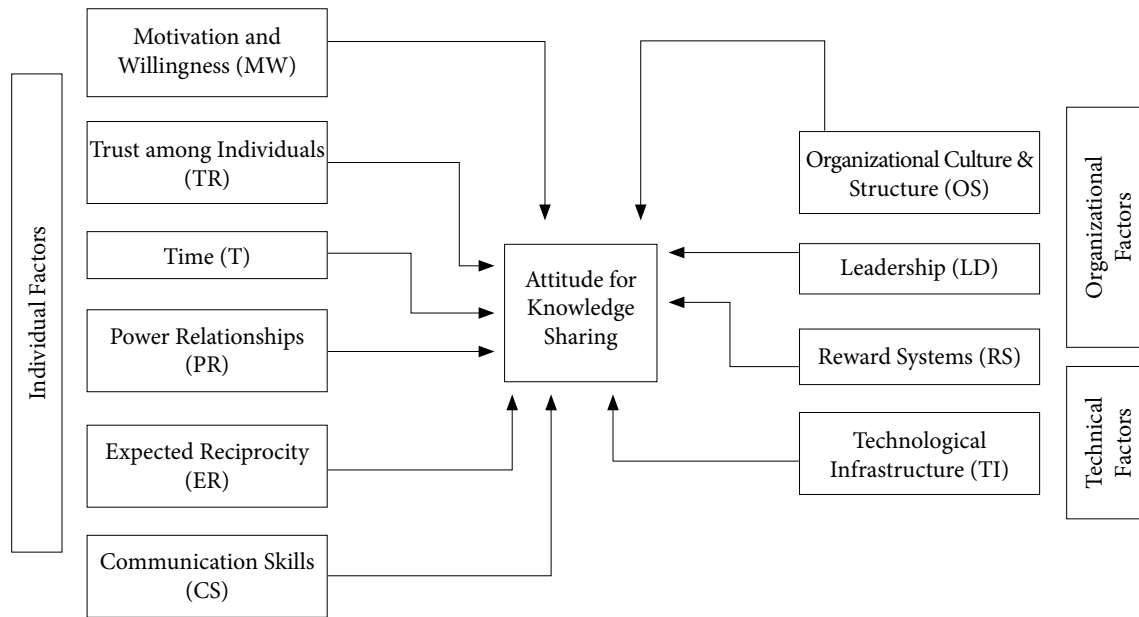 Individual Factors
Motivation and
Willingness (MW)
Trust among Individuals
(TR)
Time (T)
Power Relationships
(PR)
Expected Reciprocity
(ER)
Communication Skills
(CS)
Attitude for
Knowledge
Sharing
Organizational Culture &
Structure (OS)
Leadership (LD)
Reward Systems (RS)
Technological
Infrastructure (TI)
Organizational
Factors
Technical
Factors